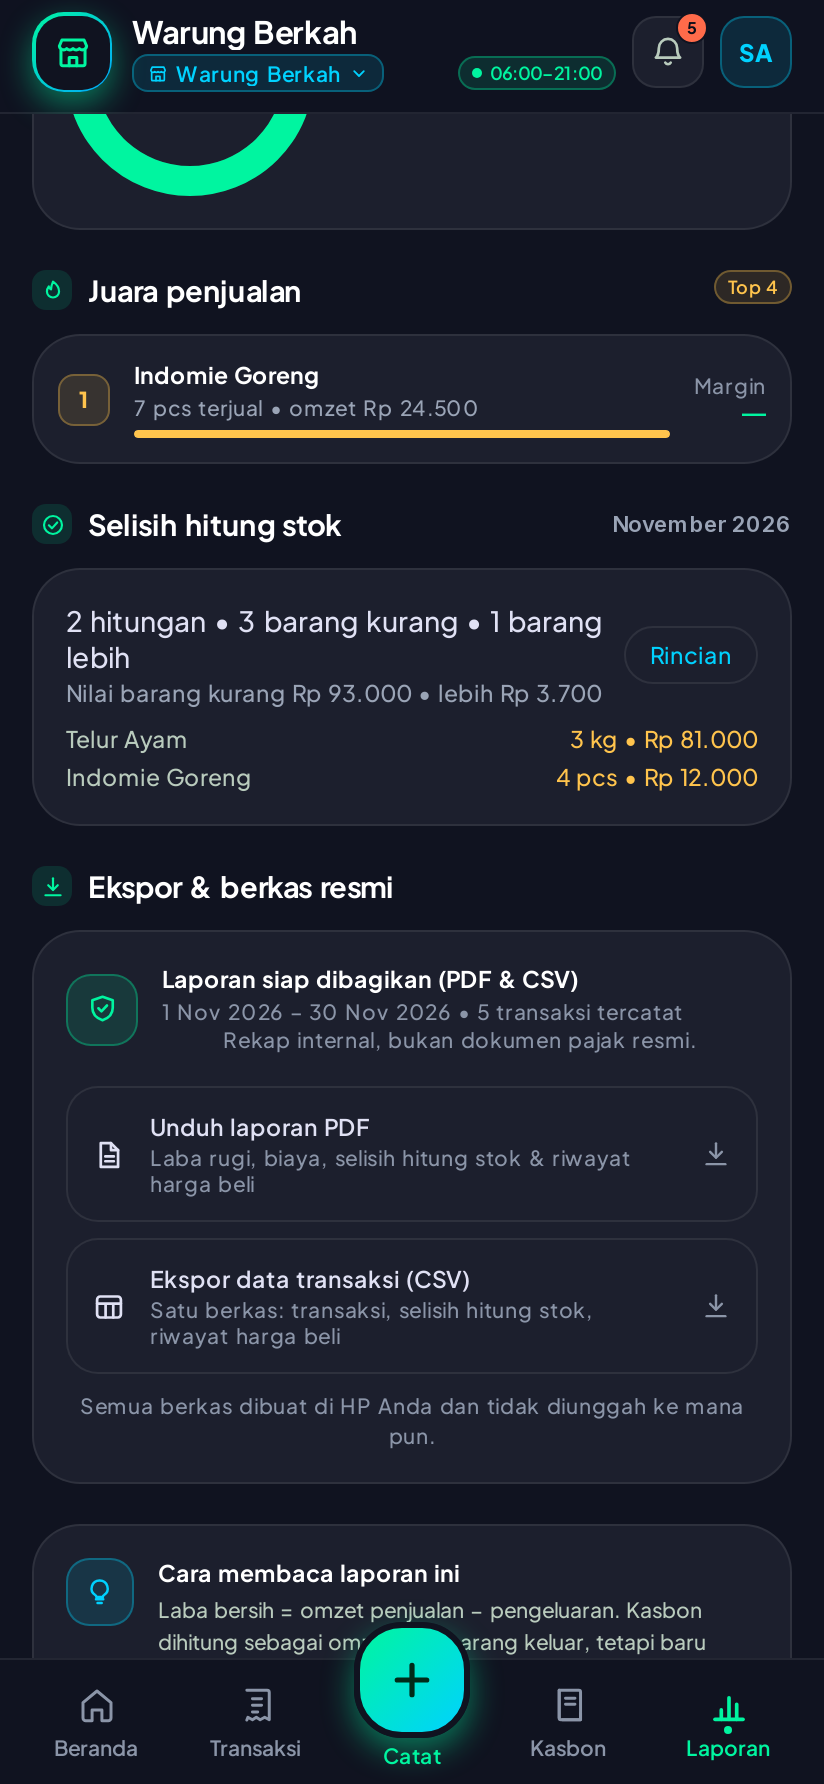 Warung Berkah
Warung Berkah
06:00–21:00
5
SA
Juara penjualan
Top 4
1
Indomie Goreng
7 pcs terjual • omzet Rp 24.500
Margin
—
Selisih hitung stok
November 2026
2 hitungan • 3 barang kurang • 1 barang
lebih
Nilai barang kurang Rp 93.000 • lebih Rp 3.700
Rincian
Telur Ayam
3 kg • Rp 81.000
Indomie Goreng
4 pcs • Rp 12.000
Ekspor & berkas resmi
Laporan siap dibagikan (PDF & CSV)
1 Nov 2026 – 30 Nov 2026 • 5 transaksi tercatat
Rekap internal, bukan dokumen pajak resmi.
Unduh laporan PDF
Laba rugi, biaya, selisih hitung stok & riwayat
harga beli
Ekspor data transaksi (CSV)
Satu berkas: transaksi, selisih hitung stok,
riwayat harga beli
Semua berkas dibuat di HP Anda dan tidak diunggah ke mana
pun.
Cara membaca laporan ini
Laba bersih = omzet penjualan – pengeluaran. Kasbon
dihitung sebagai keluar, tetapi baru
Beranda
Transaksi
Catat
Kasbon
Laporan